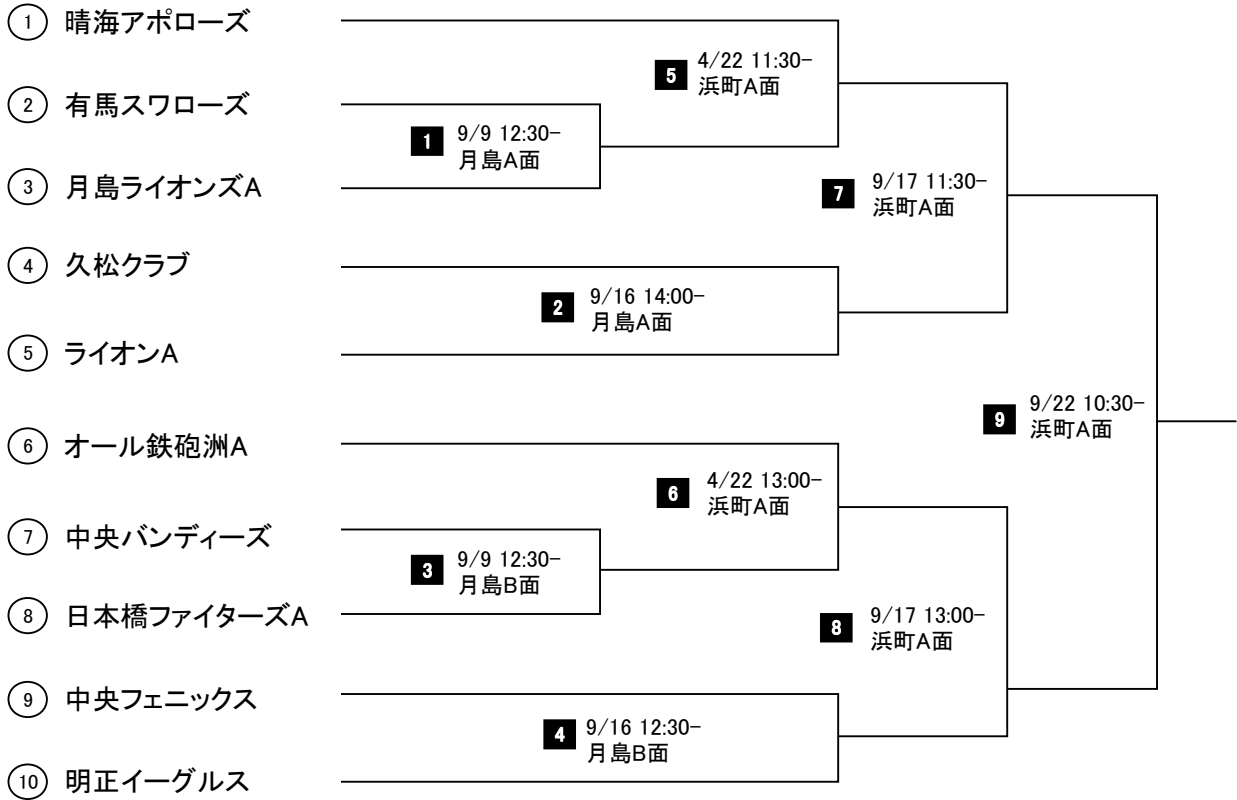 1 晴海アポローズ
5 4/22 11:30-
浜町A面
2 有馬スワローズ
1 9/9 12:30-
月島A面
3 月島ライオンズA
7 9/17 11:30-
浜町A面
4 久松クラブ
2 9/16 14:00-
月島A面
5 ライオンA
9 9/22 10:30-
浜町A面
6 オール鉄砲洲A
6 4/22 13:00-
浜町A面
7 中央バンディーズ
3 9/9 12:30-
月島B面
8 日本橋ファイターズA
8 9/17 13:00-
浜町A面
9 中央フェニックス
4 9/16 12:30-
月島B面
10 明正イーグルス